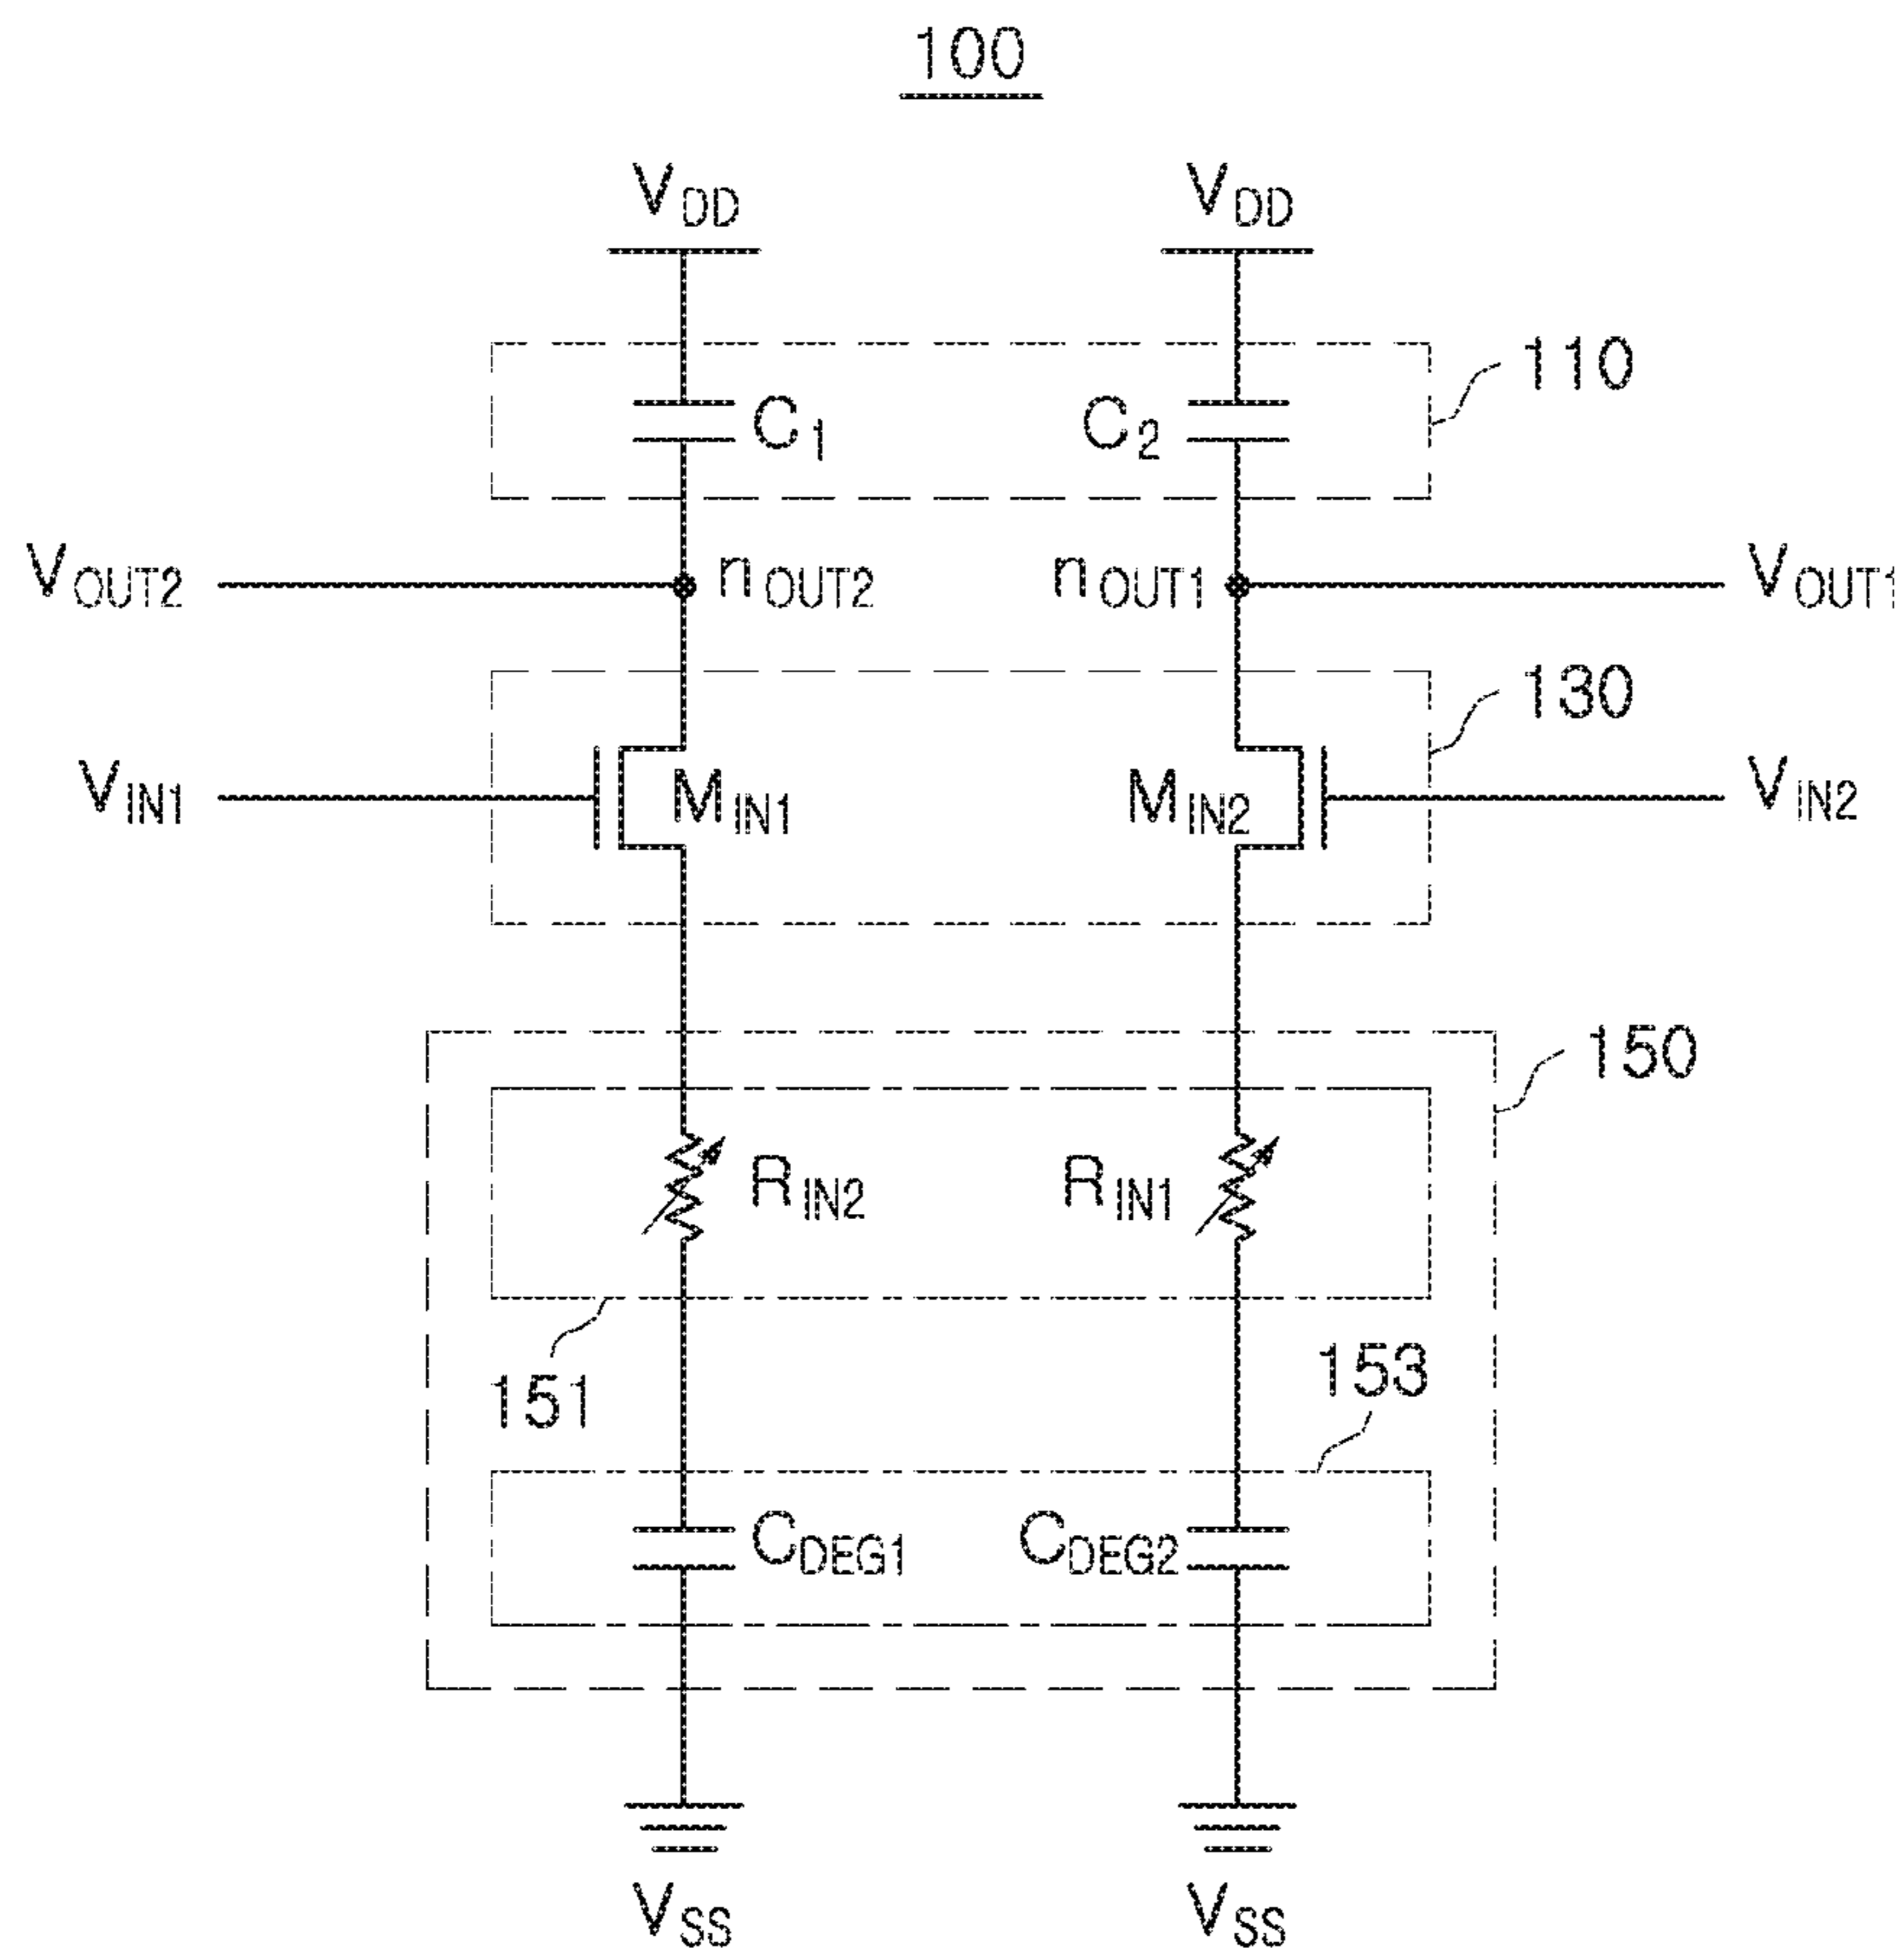 100
VDD VDD
110
C1 C2
VOUT2 nOUT2 nOUT1 VOUT1
130
VIN1 MIN1 MIN2 VIN2
150
RIN2 RIN1
151 153
CDEG1 CDEG2
VSS VSS